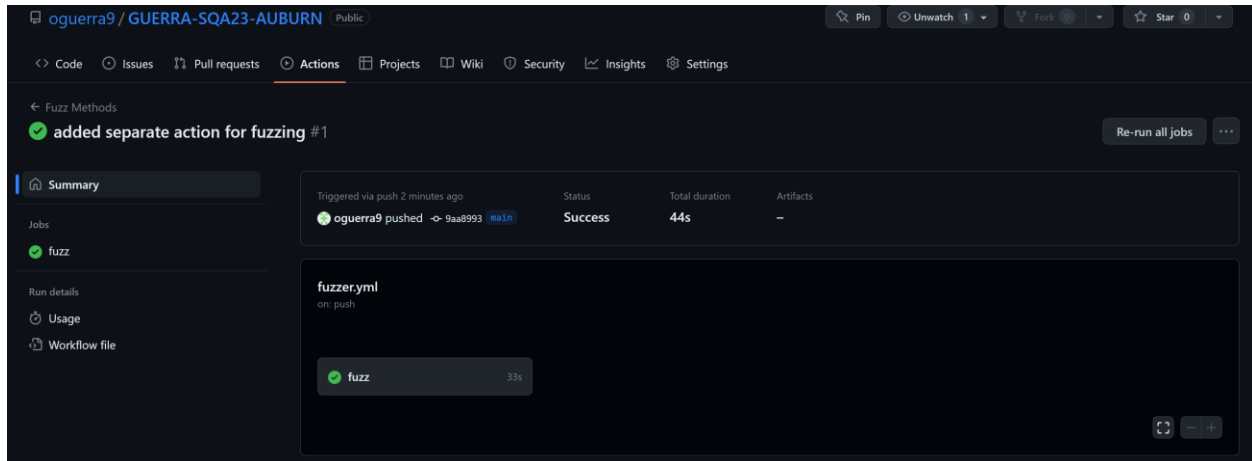 oguerra9 / GUERRA-SQA23-AUBURN Public
Pin Unwatch 1 Fork 0 Star 0
Code Issues Pull requests Actions Projects Wiki Security Insights Settings
Fuzz Methods
added separate action for fuzzing #1
Re-run all jobs
Summary
Jobs
fuzz
Run details
Usage
Workflow file
Triggered via push 2 minutes ago
oguerra9 pushed 9aa8993 main
Status
Success
Total duration
44s
Artifacts
–
fuzzer.yml
on: push
fuzz 33s